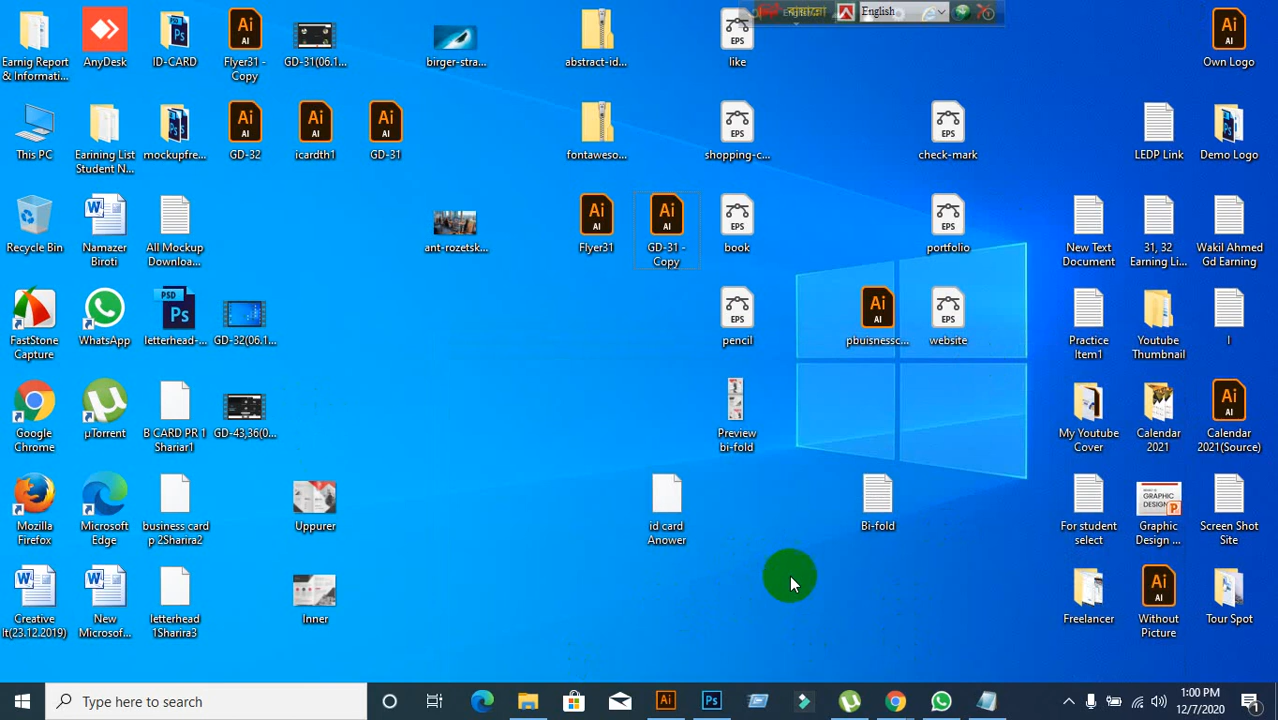 English
Earnig Report
& Informati...
AnyDesk
ID-CARD
Flyer31 -
Copy
GD-31(06.1...
birger-stra...
abstract-id...
like
Own Logo
This PC
Earining List
Student N...
mockupfre...
GD-32
icardth1
GD-31
fontaweso...
shopping-c...
check-mark
LEDP Link
Demo Logo
Recycle Bin
Namazer
Biroti
All Mockup
Downloa...
ant-rozetsk...
Flyer31
GD-31 -
Copy
book
portfolio
New Text
Document
31, 32
Earning Li...
Wakil Ahmed
Gd Earning
FastStone
Capture
WhatsApp
letterhead-...
GD-32(06.1...
pencil
pbuisnessc...
website
Practice
Item1
Youtube
Thumbnail
I
Google
Chrome
µTorrent
B CARD PR 1
Shariar1
GD-43,36(0...
Preview
bi-fold
My Youtube
Cover
Calendar
2021
Calendar
2021(Source)
Mozilla
Firefox
Microsoft
Edge
business card
p 2Sharira2
Uppurer
id card
Anower
Bi-fold
For student
select
Graphic
Design ...
Screen Shot
Site
Creative
It(23.12.2019)
New
Microsof...
letterhead
1Sharira3
Inner
Freelancer
Without
Picture
Tour Spot
Type here to search
1:00 PM
12/7/2020